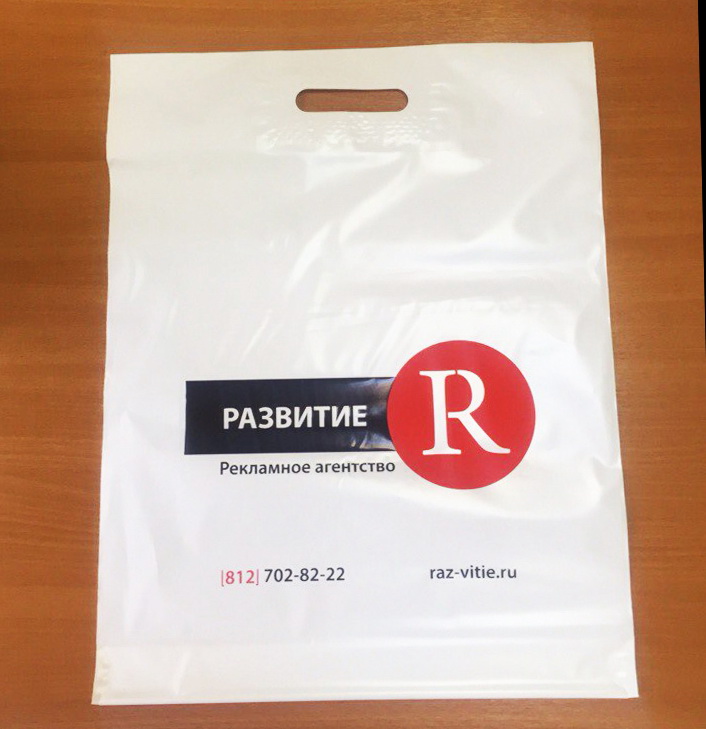 РАЗВИТИЕ R
Рекламное агентство
[812] 702-82-22 raz-vitie.ru